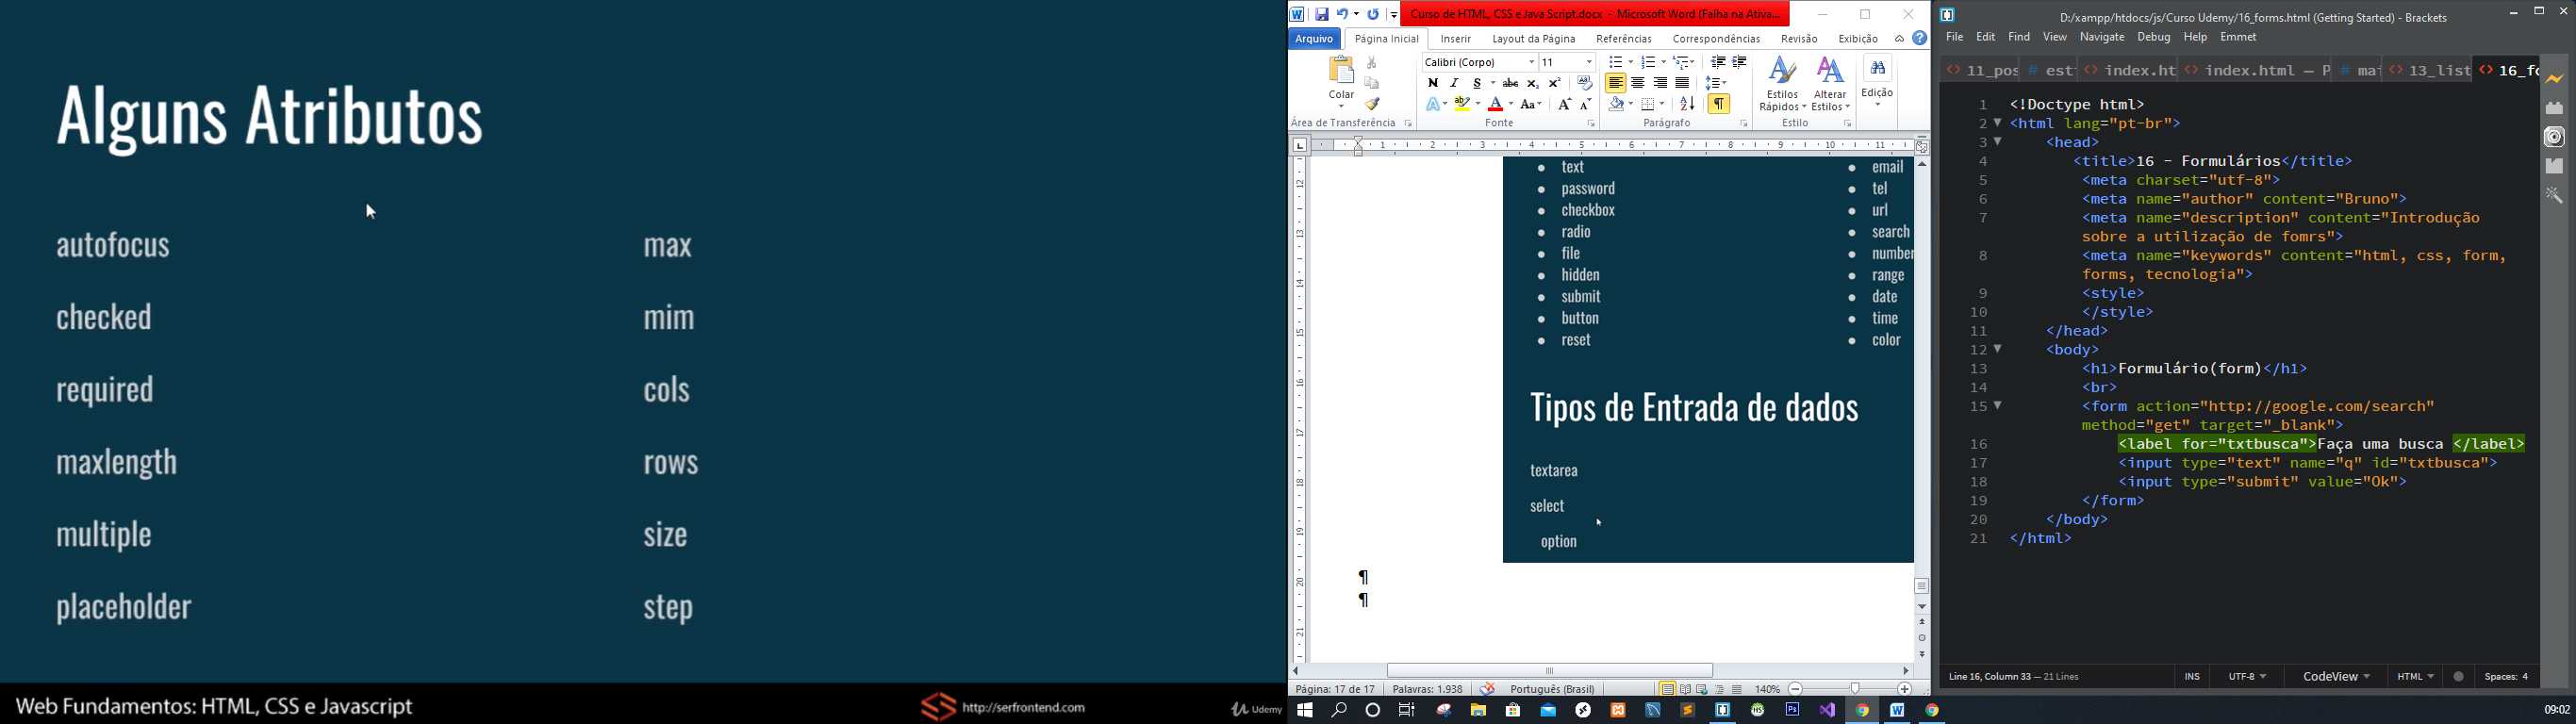 Alguns Atributos
autofocus
checked
required
maxlength
multiple
placeholder
max
mim
cols
rows
size
step
Web Fundamentos: HTML, CSS e Javascript
http://serfrontend.com
Udemy
Curso de HTML, CSS e Java Script.docx - Microsoft Word (Falha na Ativa...
Arquivo Página Inicial Inserir Layout da Página Referências Correspondências Revisão Exibição
Calibri (Corpo) 11
Colar
Estilos Rápidos
Alterar Estilos
Edição
Área de Transferência Fonte Parágrafo Estilo
text
password
checkbox
radio
file
hidden
submit
button
reset
email
tel
url
search
number
range
date
time
color
Tipos de Entrada de dados
textarea
select
option
¶
¶
Página: 17 de 17 Palavras: 1.938 Português (Brasil) 140%
D:/xampp/htdocs/js/Curso Udemy/16_forms.html (Getting Started) - Brackets
File Edit Find View Navigate Debug Help Emmet
11_pos est index.ht index.html — P mai 13_list 16_fo
1 <!Doctype html>
2 <html lang="pt-br">
3 <head>
4 <title>16 - Formulários</title>
5 <meta charset="utf-8">
6 <meta name="author" content="Bruno">
7 <meta name="description" content="Introdução
sobre a utilização de fomrs">
8 <meta name="keywords" content="html, css, form,
forms, tecnologia">
9 <style>
10 </style>
11 </head>
12 <body>
13 <h1>Formulário(form)</h1>
14 <br>
15 <form action="http://google.com/search"
method="get" target="_blank">
16 <label for="txtbusca">Faça uma busca </label>
17 <input type="text" name="q" id="txtbusca">
18 <input type="submit" value="Ok">
19 </form>
20 </body>
21 </html>
Line 16, Column 33 — 21 Lines INS UTF-8 CodeView HTML Spaces: 4
09:02